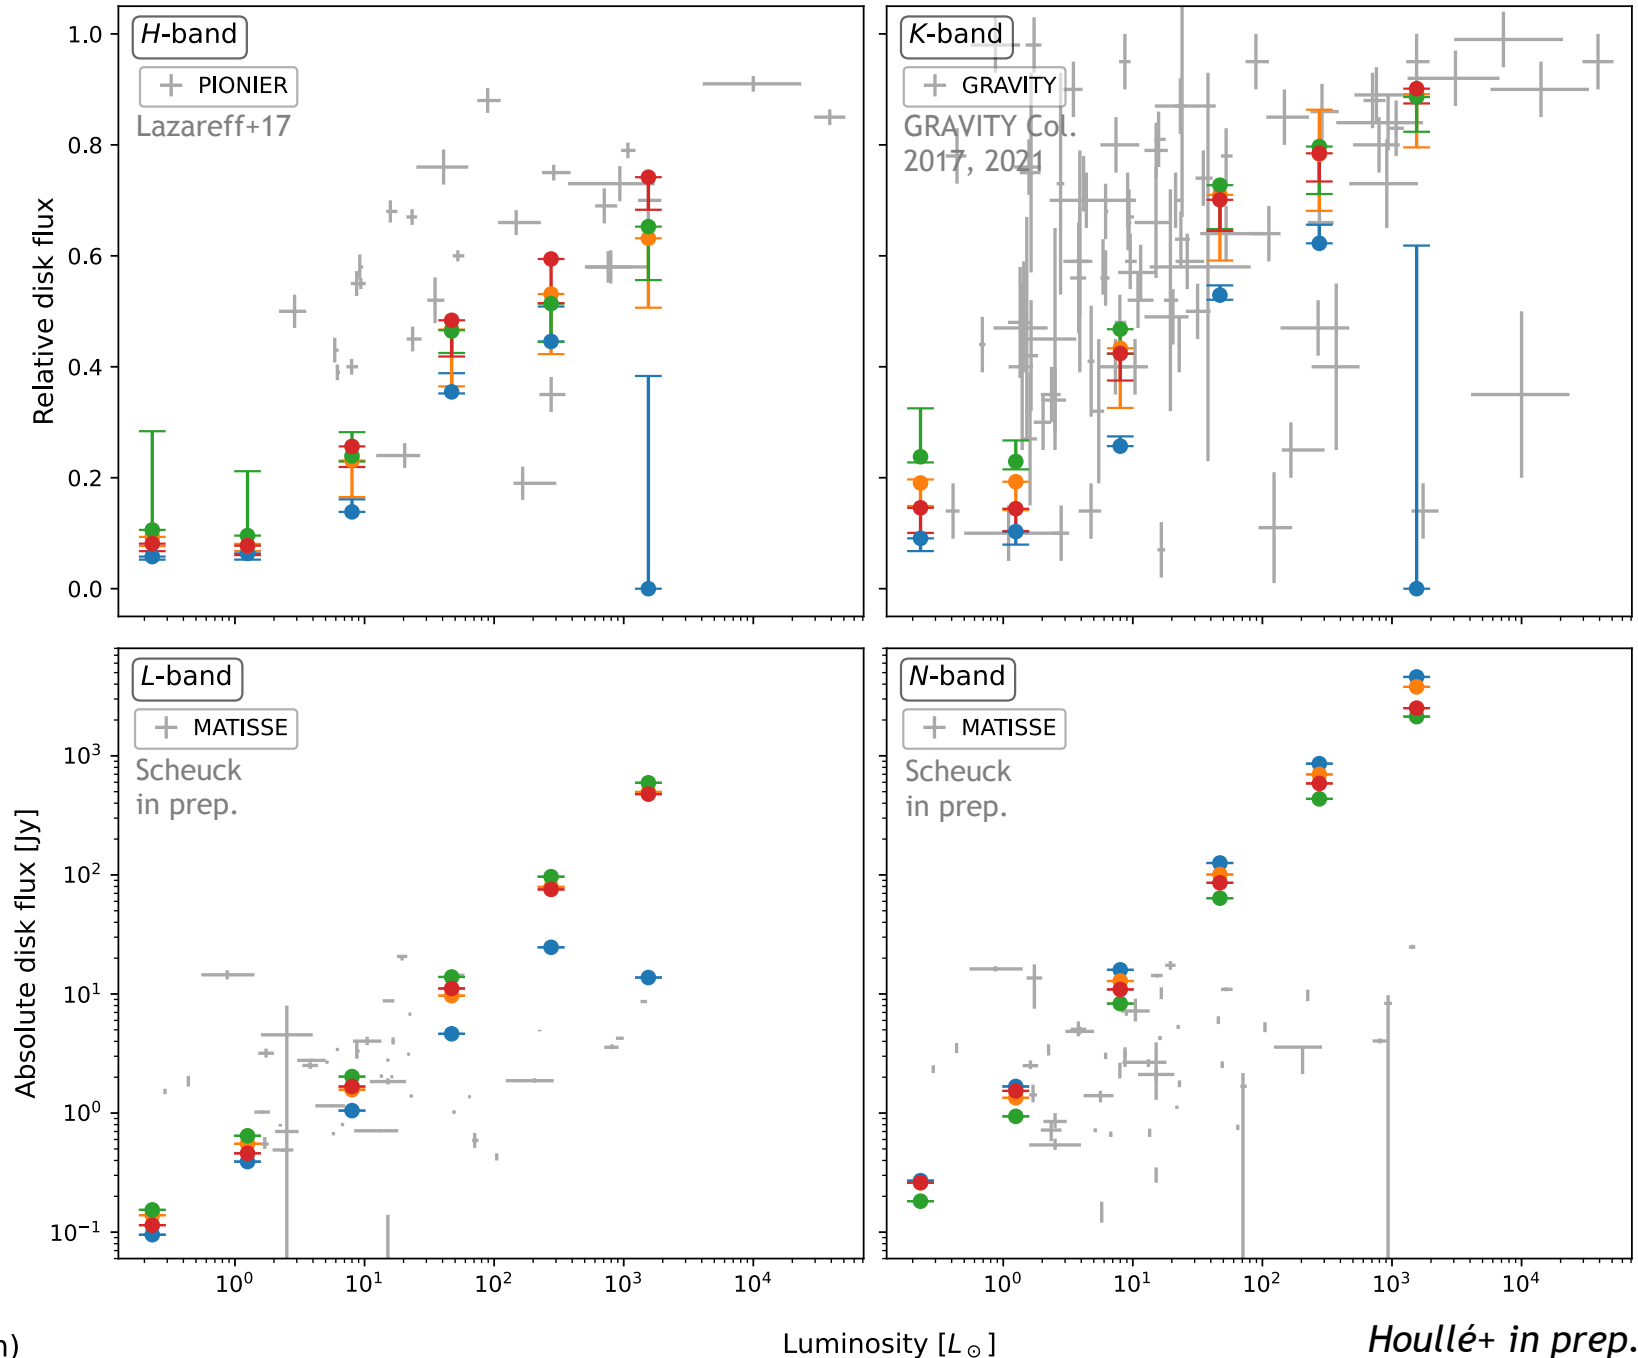 H-band
PIONIER
Lazareff+17
K-band
GRAVITY
GRAVITY Col.
2017, 2021
Relative disk flux
1.0
0.8
0.6
0.4
0.2
0.0
L-band
MATISSE
Scheuck
in prep.
N-band
MATISSE
Scheuck
in prep.
Absolute disk flux [Jy]
10³
10²
10¹
10⁰
10⁻¹
10⁰ 10¹ 10² 10³ 10⁴
10⁰ 10¹ 10² 10³ 10⁴
n)
Luminosity [L⊙]
Houllé+ in prep.